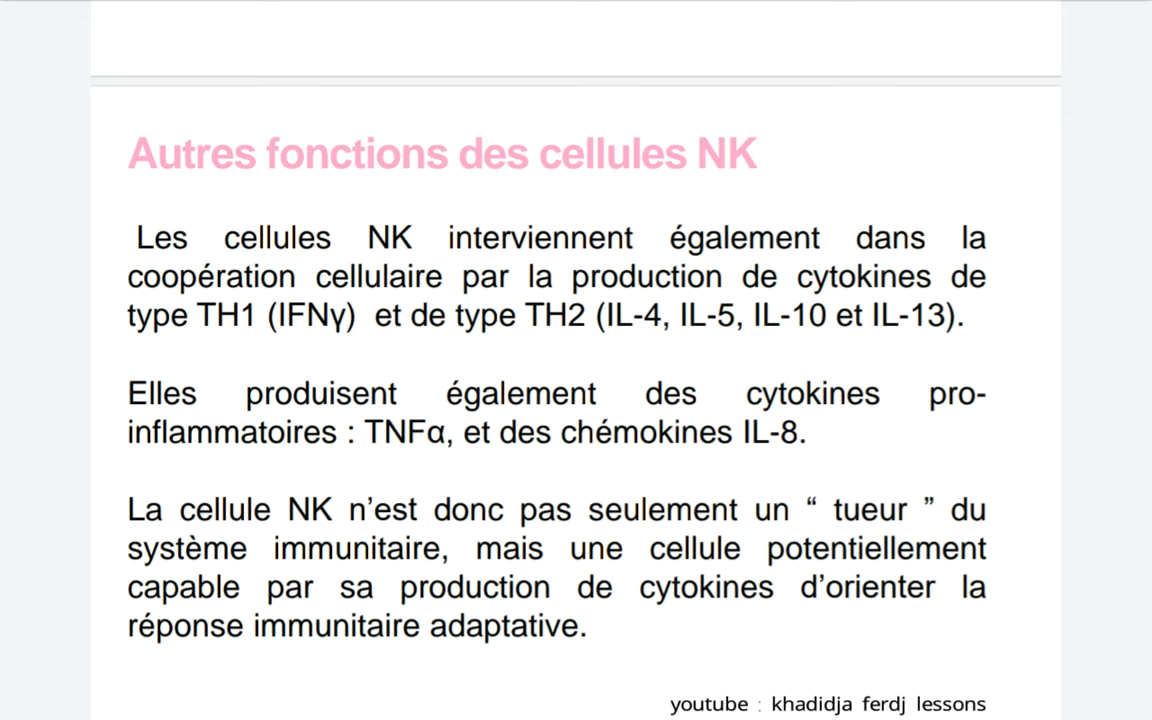 Autres fonctions des cellules NK
Les cellules NK interviennent également dans la
coopération cellulaire par la production de cytokines de
type TH1 (IFNγ) et de type TH2 (IL-4, IL-5, IL-10 et IL-13).
Elles produisent également des cytokines pro-
inflammatoires : TNFα, et des chémokines IL-8.
La cellule NK n’est donc pas seulement un “ tueur ” du
système immunitaire, mais une cellule potentiellement
capable par sa production de cytokines d’orienter la
réponse immunitaire adaptative.
youtube : khadidja ferdj lessons